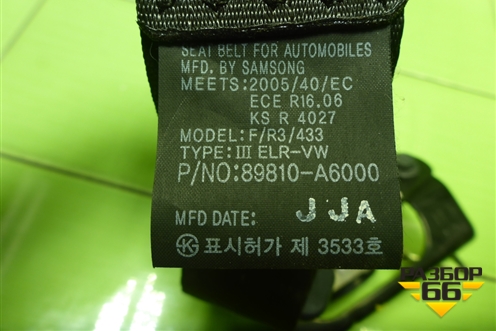 SEAT BELT FOR AUTOMOBILES
MFD. BY SAMSONG
MEETS:2005/40/EC
ECE R16.06
KS R 4027
MODEL:F/R3/433
TYPE:III ELR-VW
P/NO:89810-A6000
MFD DATE: JJA
표시허가 제 3533호
РАЗБОР
66